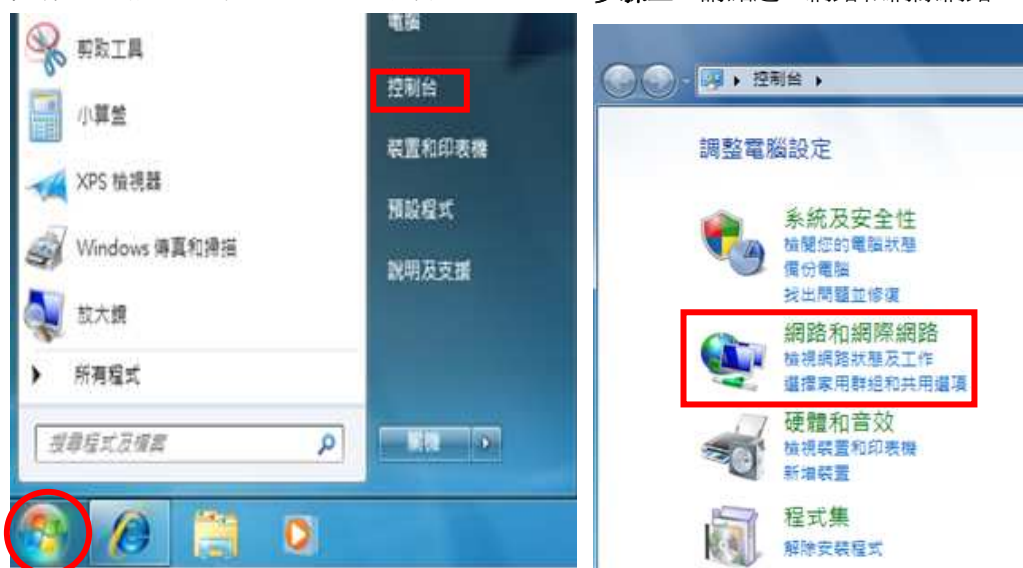 電腦
剪取工具
控制台
小算盤
裝置和印表機
XPS 檢視器
預設程式
Windows 傳真和掃描
說明及支援
放大鏡
所有程式
搜尋程式及檔案
關機
控制台
調整電腦設定
系統及安全性
檢閱您的電腦狀態
備份電腦
找出問題並修復
網路和網際網路
檢視網路狀態及工作
選擇家用群組和共用選項
硬體和音效
檢視裝置和印表機
新增裝置
程式集
解除安裝程式